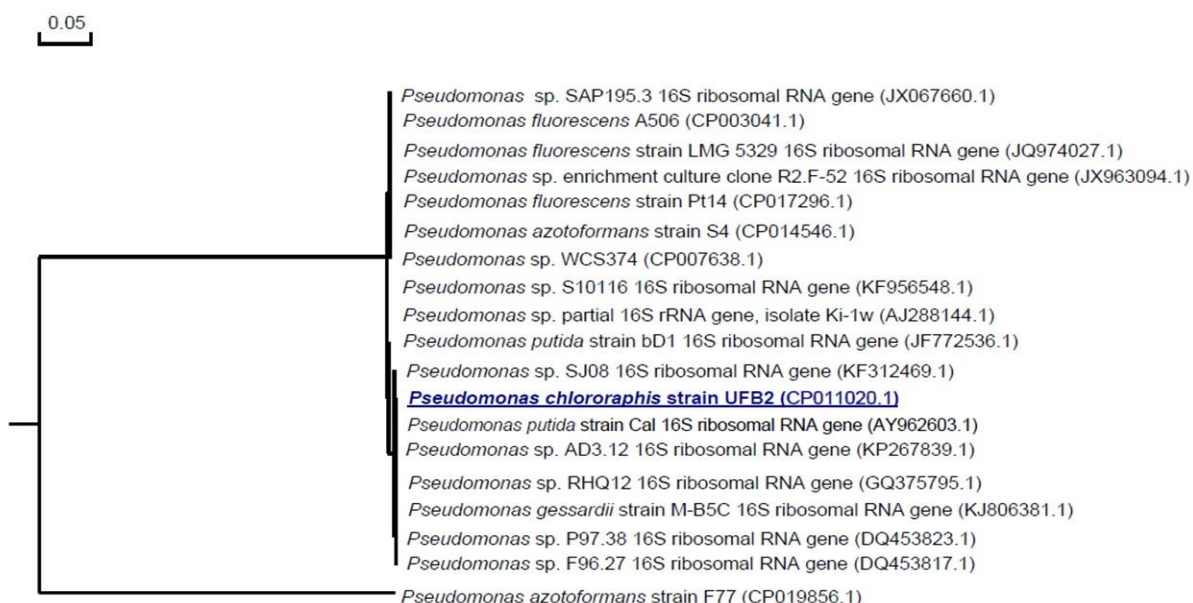 0.05
Pseudomonas sp. SAP195.3 16S ribosomal RNA gene (JX067660.1)
Pseudomonas fluorescens A506 (CP003041.1)
Pseudomonas fluorescens strain LMG 5329 16S ribosomal RNA gene (JQ974027.1)
Pseudomonas sp. enrichment culture clone R2.F-52 16S ribosomal RNA gene (JX963094.1)
Pseudomonas fluorescens strain Pt14 (CP017296.1)
Pseudomonas azotoformans strain S4 (CP014546.1)
Pseudomonas sp. WCS374 (CP007638.1)
Pseudomonas sp. S10116 16S ribosomal RNA gene (KF956548.1)
Pseudomonas sp. partial 16S rRNA gene, isolate Ki-1w (AJ288144.1)
Pseudomonas putida strain bD1 16S ribosomal RNA gene (JF772536.1)
Pseudomonas sp. SJ08 16S ribosomal RNA gene (KF312469.1)
Pseudomonas chlororaphis strain UFB2 (CP011020.1)
Pseudomonas putida strain Cal 16S ribosomal RNA gene (AY962603.1)
Pseudomonas sp. AD3.12 16S ribosomal RNA gene (KP267839.1)
Pseudomonas sp. RHQ12 16S ribosomal RNA gene (GQ375795.1)
Pseudomonas gessardii strain M-B5C 16S ribosomal RNA gene (KJ806381.1)
Pseudomonas sp. P97.38 16S ribosomal RNA gene (DQ453823.1)
Pseudomonas sp. F96.27 16S ribosomal RNA gene (DQ453817.1)
Pseudomonas azotoformans strain F77 (CP019856.1)